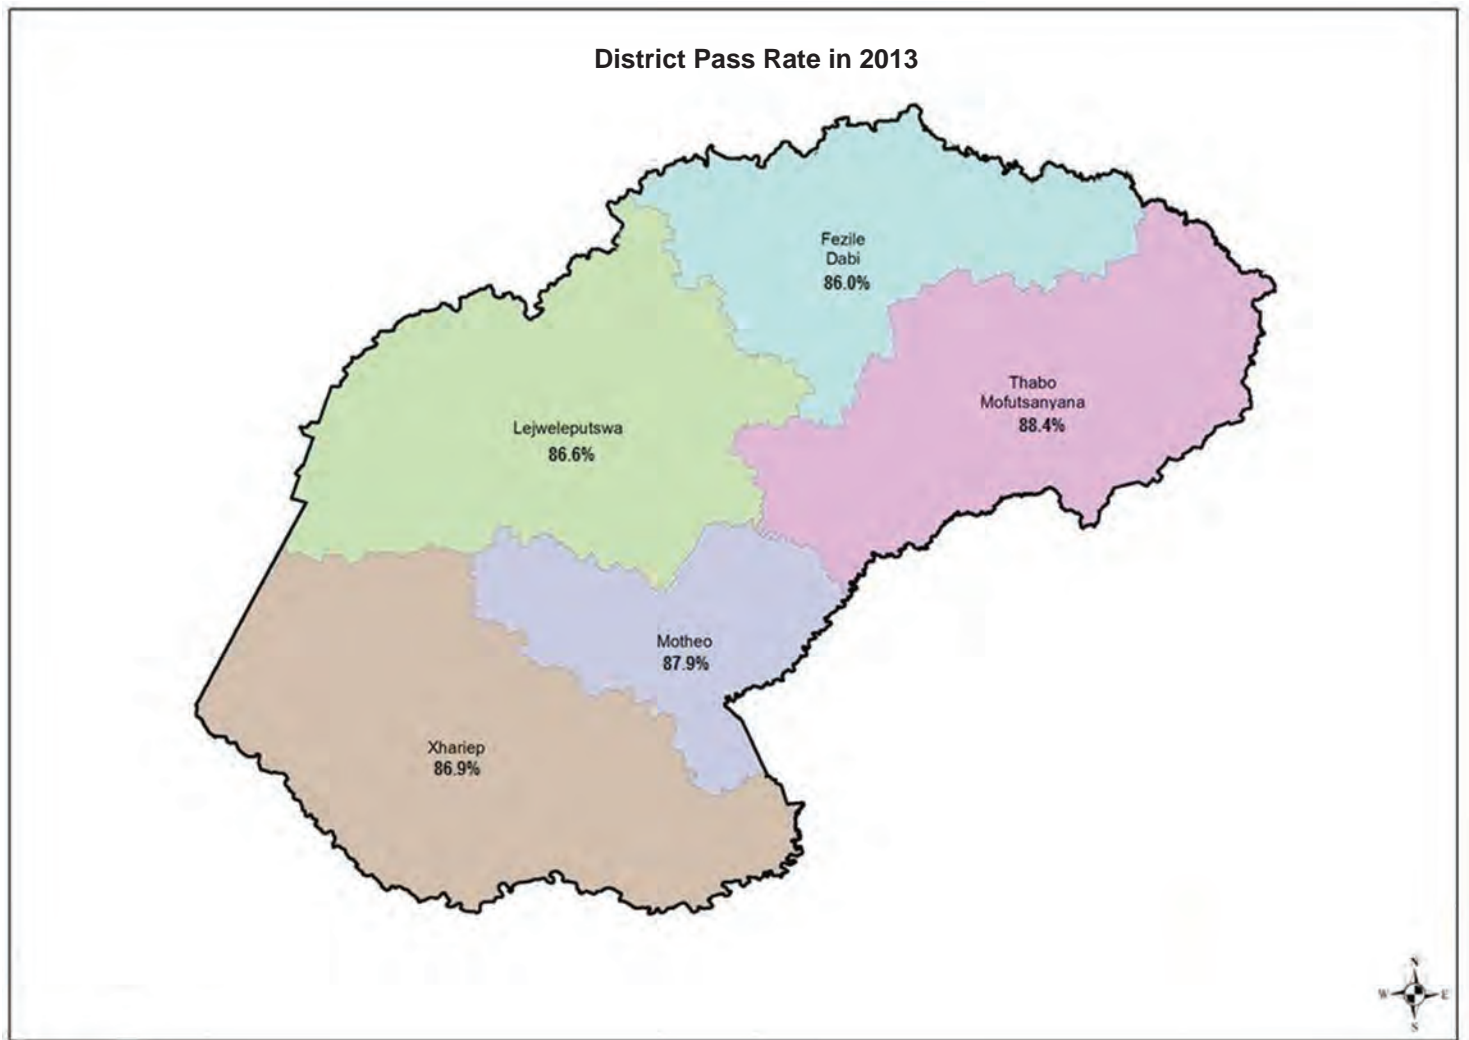 District Pass Rate in 2013
Fezile
Dabi
86.0%
Thabo
Mofutsanyana
88.4%
Lejweleputswa
86.6%
Motheo
87.9%
Xhariep
86.9%
N
W
E
S